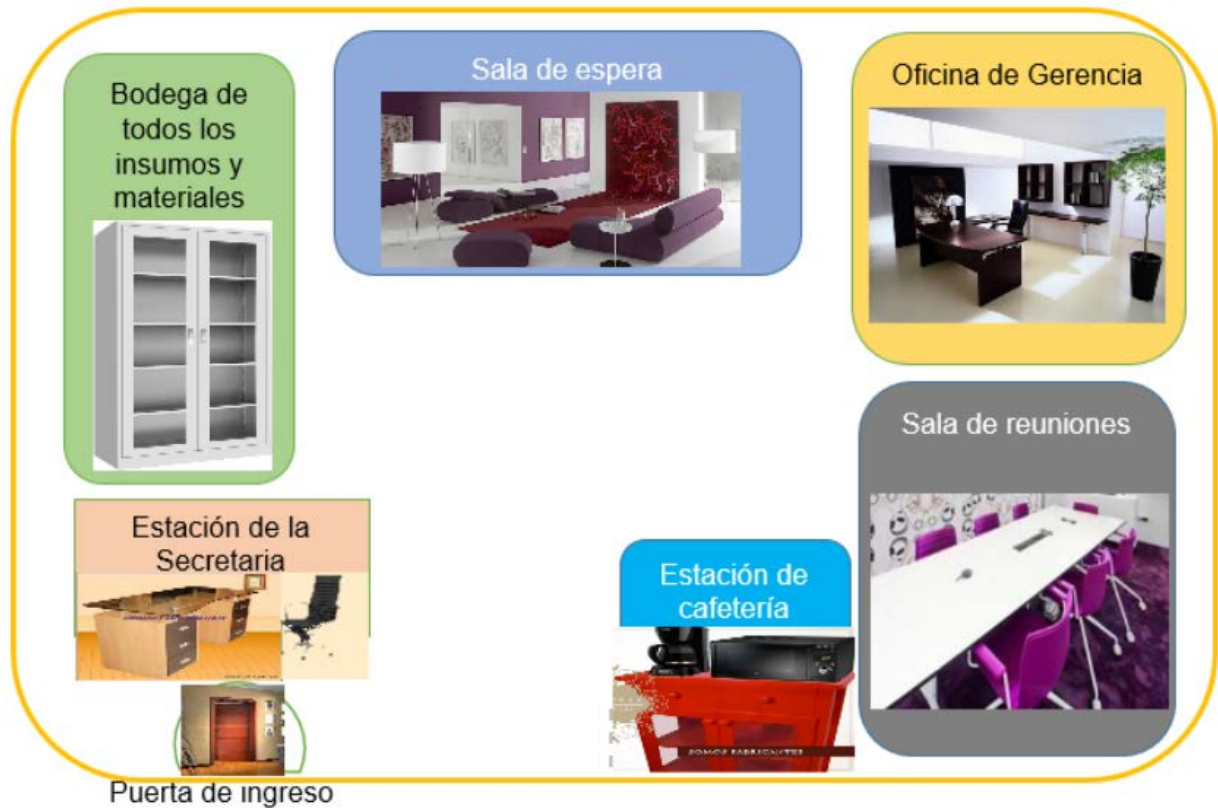 Bodega de
todos los
insumos y
materiales
Sala de espera
Oficina de Gerencia
Sala de reuniones
Estación de la
Secretaria
Estación de
cafetería
SOMOS FABRICANTES
Puerta de ingreso